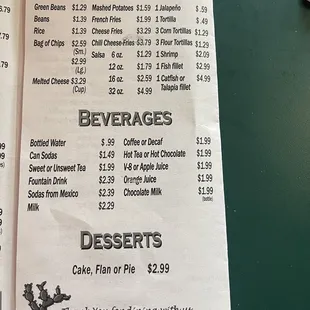 .79
Green Beans $1.29 Mashed Potatoes $1.59 1 Jalapeño $ .59
Beans $1.39 French Fries $1.99 1 Tortilla $ .49
Rice $1.39 Cheese Fries $3.29 3 Corn Tortillas $1.29
Bag of Chips $2.59 Chili Cheese Fries $3.79 3 Flour Tortillas $1.29
(Sm.) Salsa 6 oz. $1.29 1 Shrimp $2.09
$2.99 12 oz. $1.79 1 Fish fillet $2.99
(Lg.) 16 oz. $2.59 1 Catfish or $4.99
Melted Cheese $3.29 32 oz. $4.99 Talapia fillet
(Cup)
BEVERAGES
Bottled Water $ .99 Coffee or Decaf $1.99
Can Sodas $1.49 Hot Tea or Hot Chocolate $1.99
Sweet or Unsweet Tea $1.99 V-8 or Apple Juice $1.99
Fountain Drink $2.39 Orange Juice $1.99
Sodas from Mexico $2.39 Chocolate Milk $1.99
Milk $2.29
DESSERTS
Cake, Flan or Pie $2.99